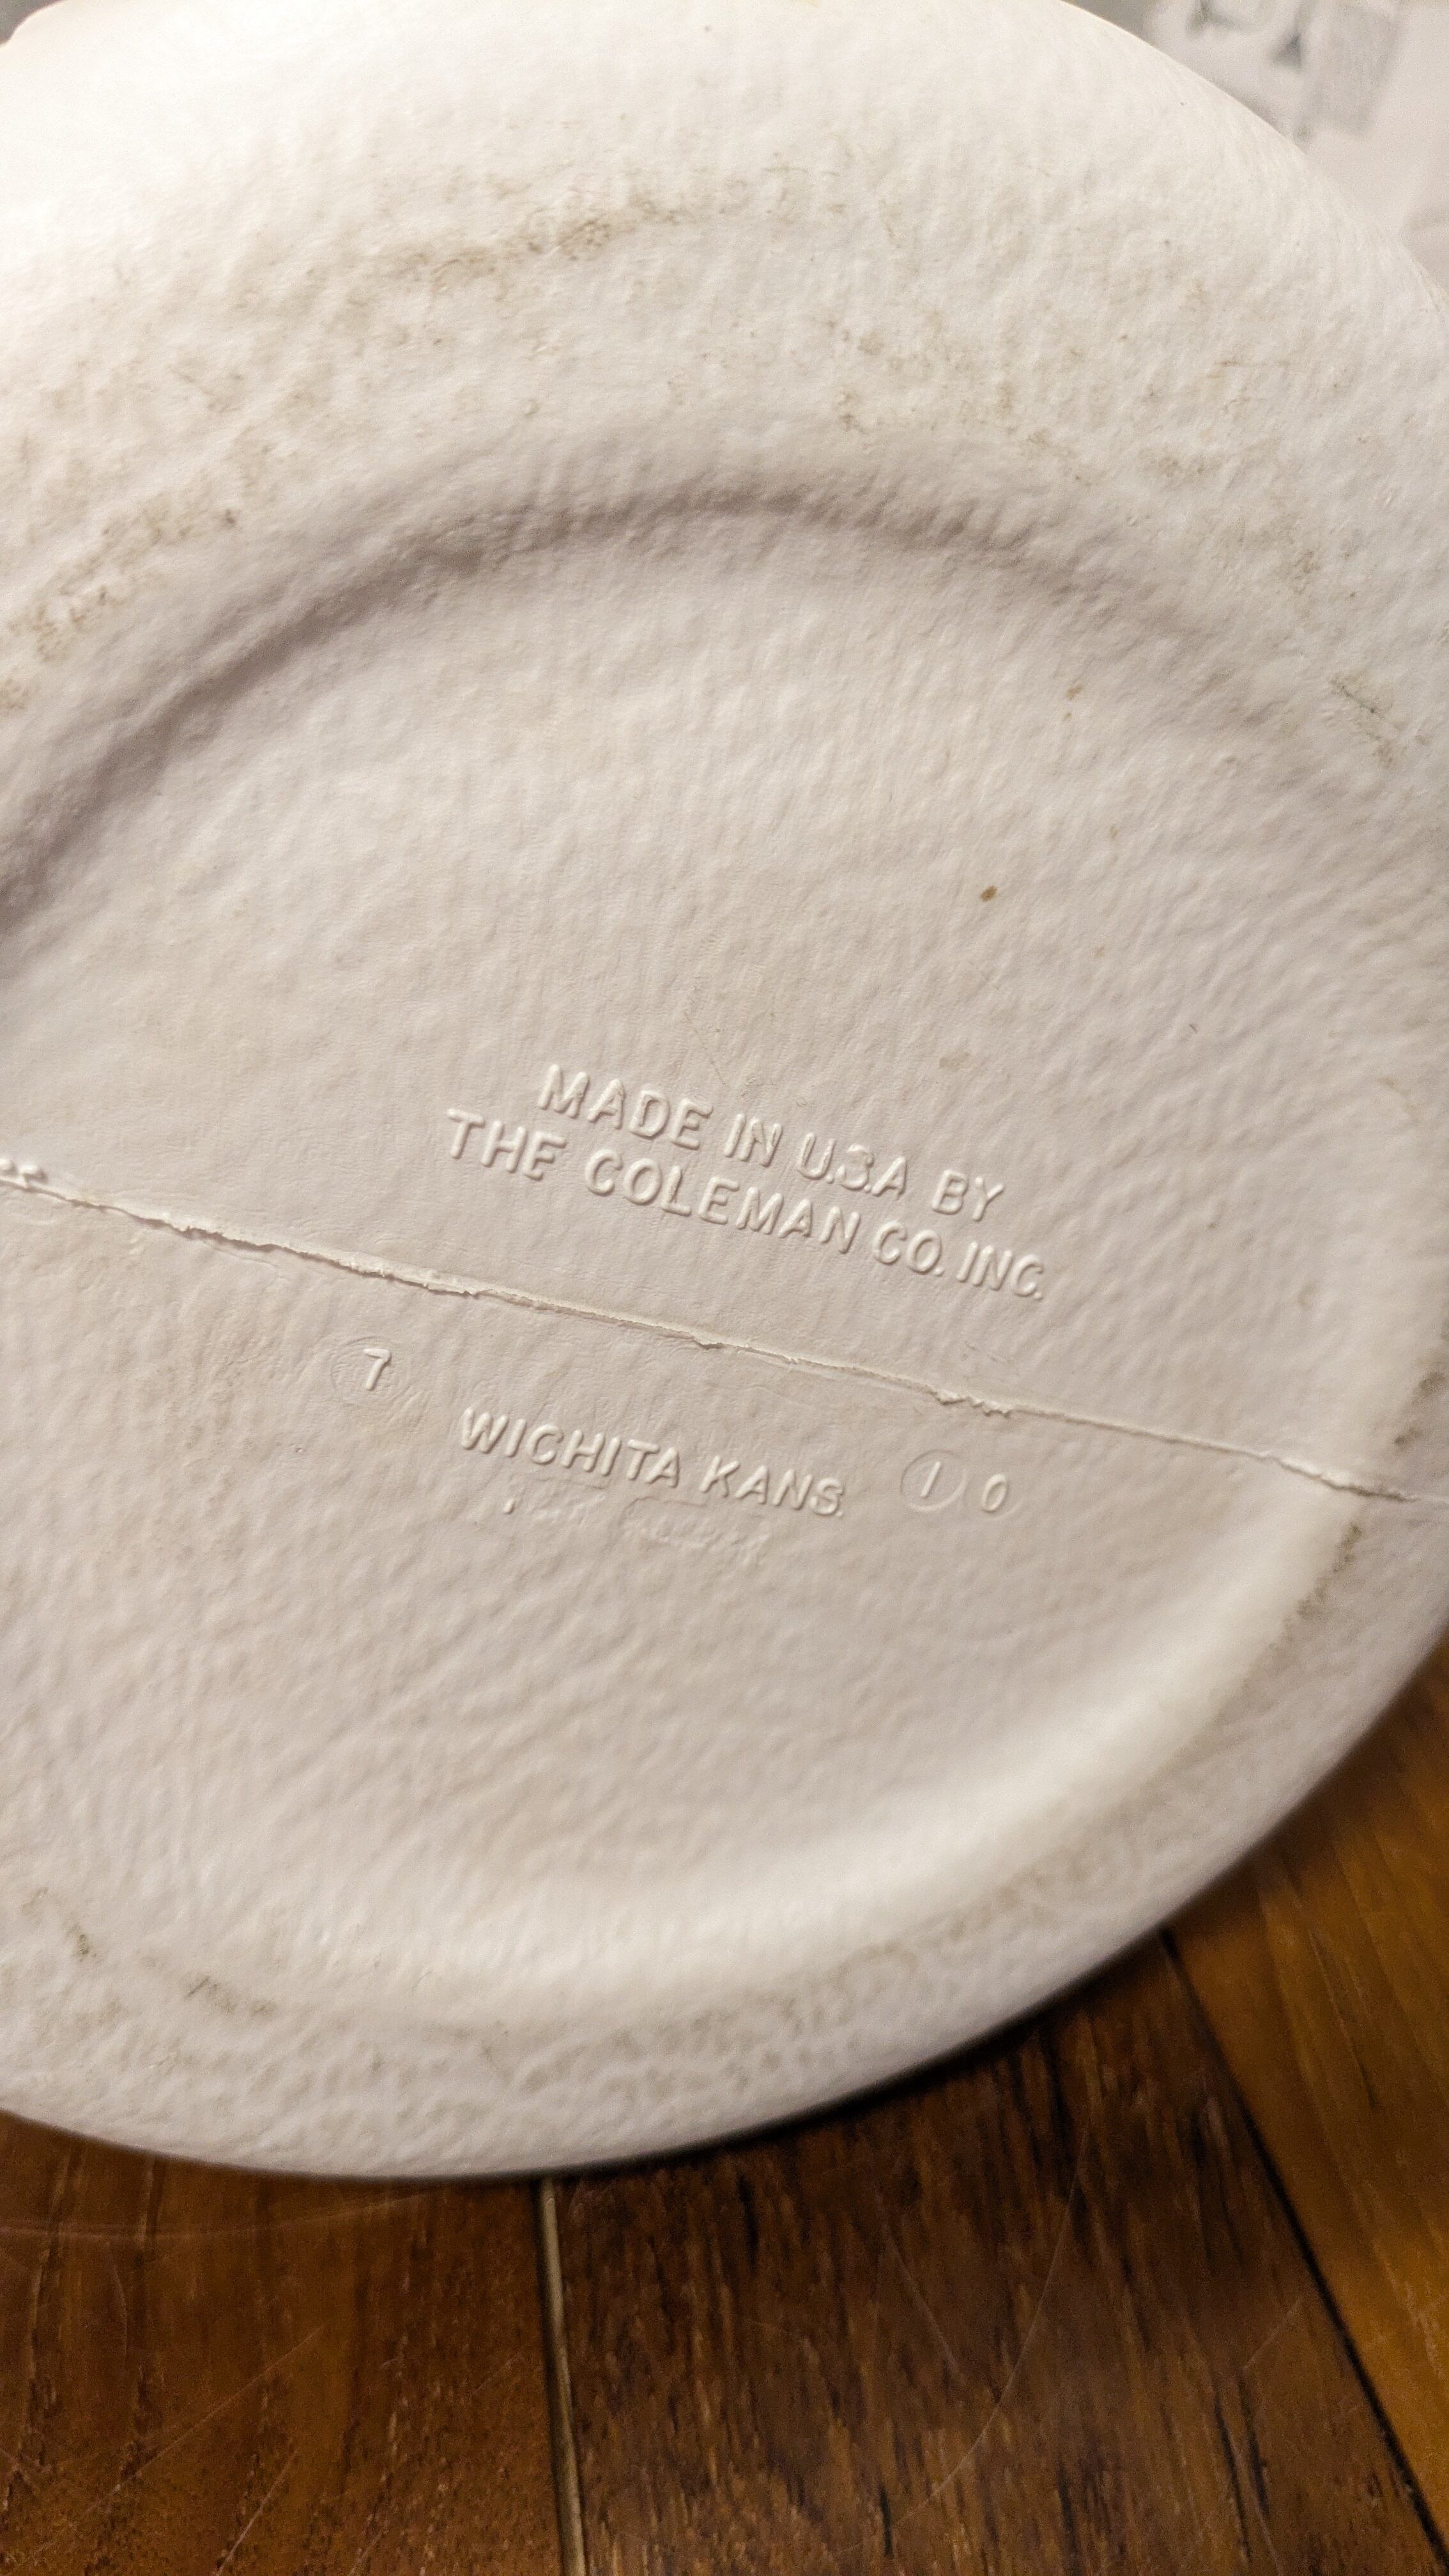 MADE IN U.S.A BY
THE COLEMAN CO. INC.
7
WICHITA KANS. 1 0